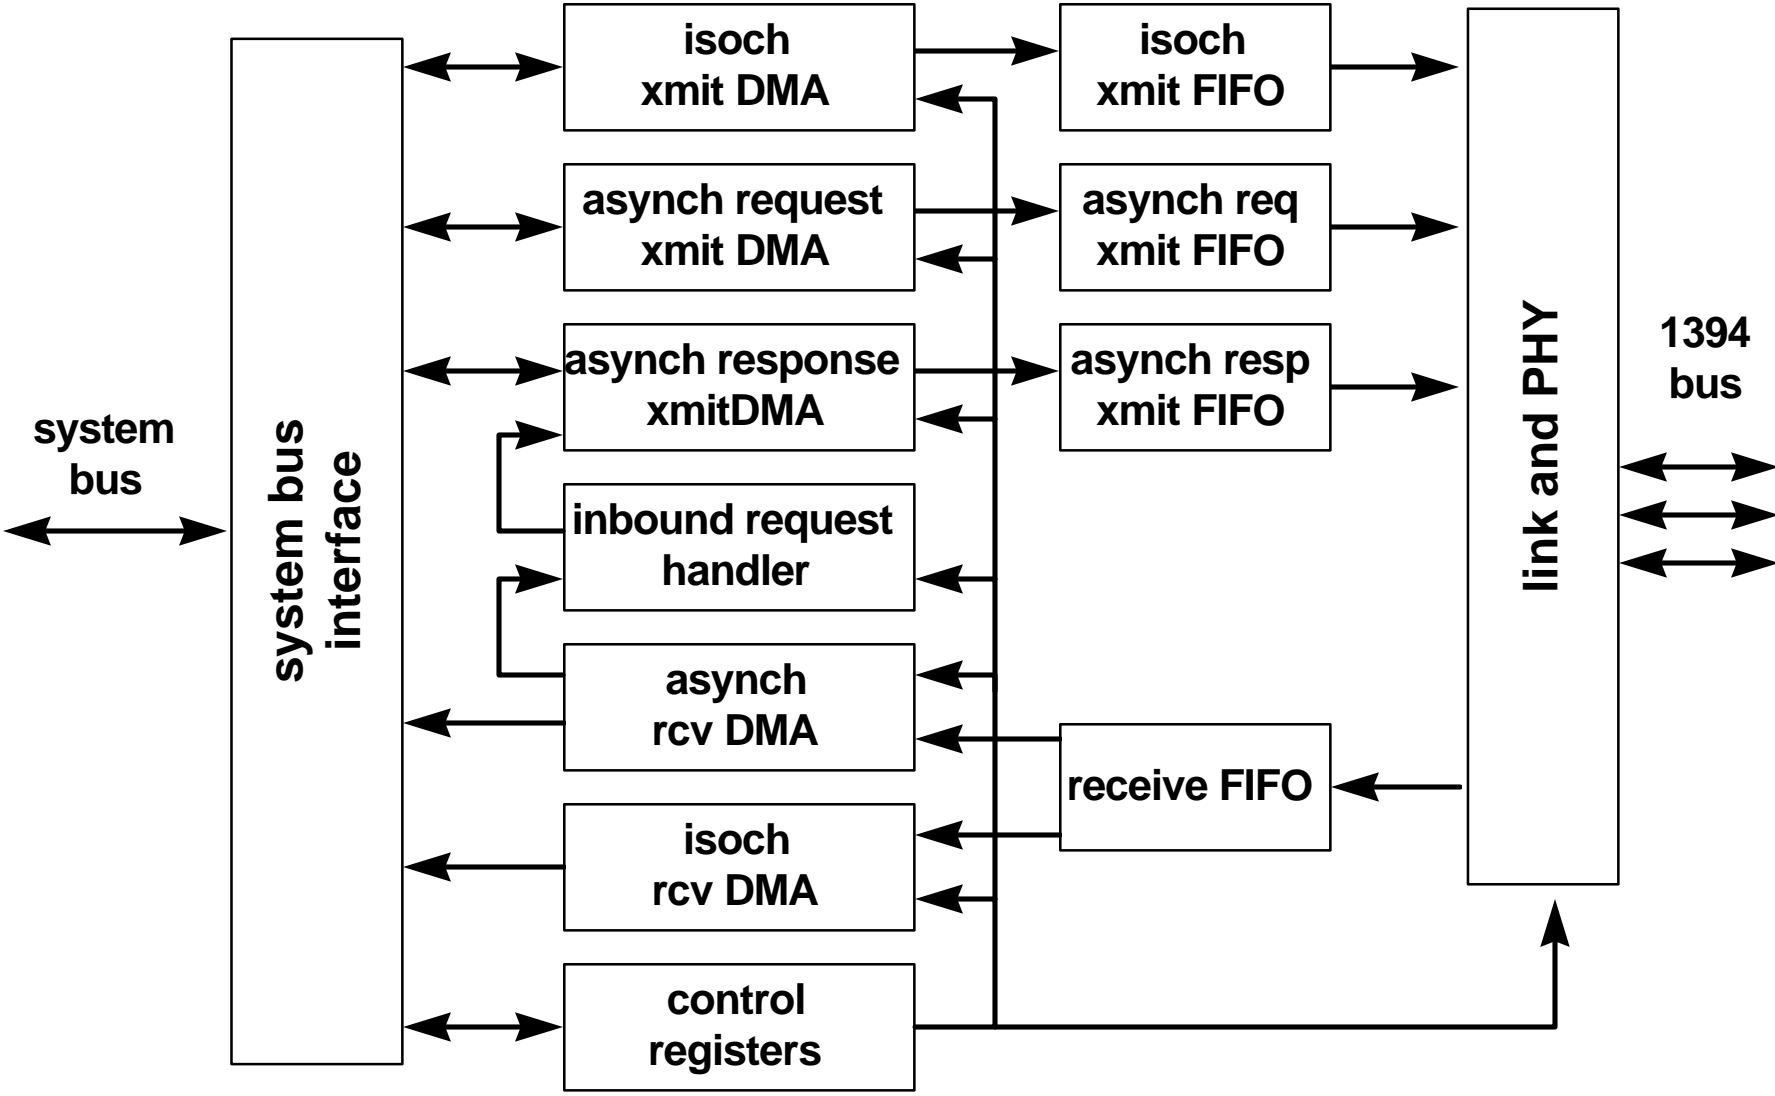 isoch
xmit DMA
isoch
xmit FIFO
asynch request
xmit DMA
asynch req
xmit FIFO
asynch response
xmitDMA
asynch resp
xmit FIFO
1394
bus
link and PHY
system
bus
system bus
interface
inbound request
handler
asynch
rcv DMA
receive FIFO
isoch
rcv DMA
control
registers